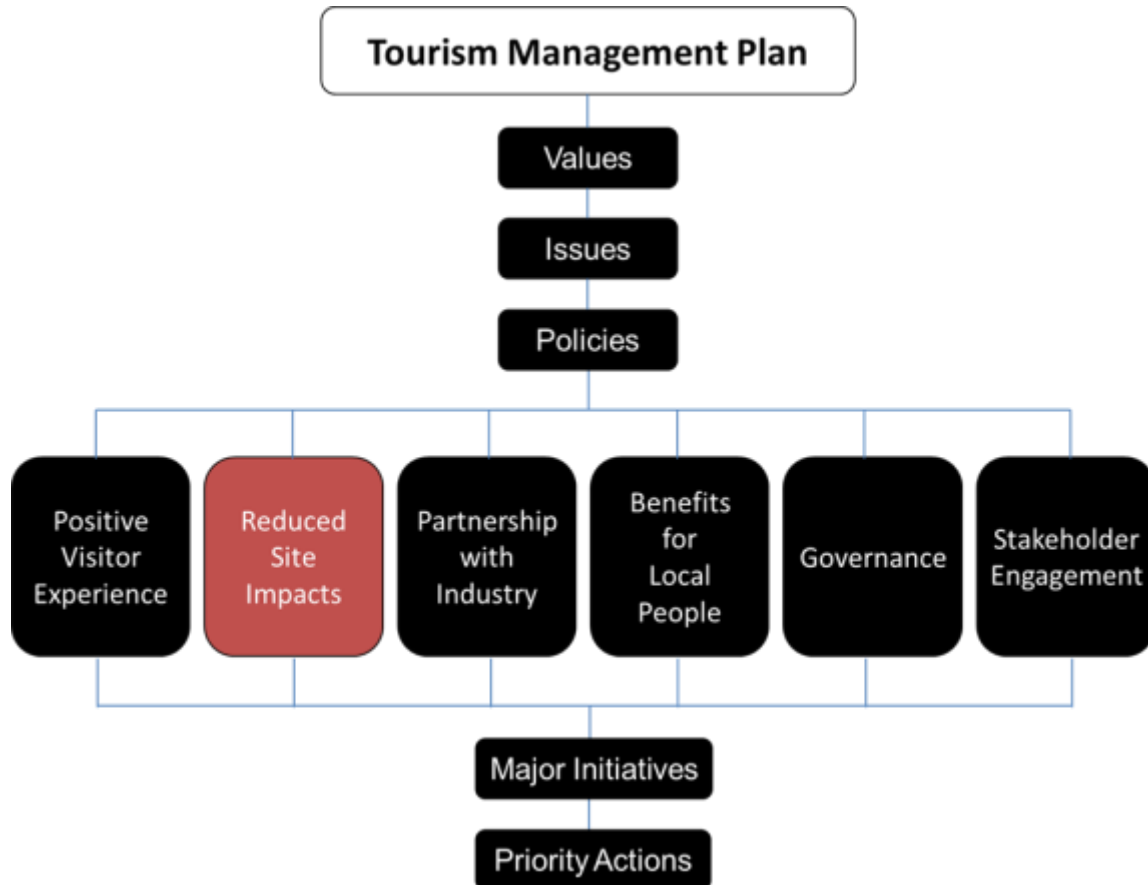 Tourism Management Plan
Values
Issues
Policies
Positive
Visitor
Experience
Reduced
Site
Impacts
Partnership
with
Industry
Benefits
for
Local
People
Governance
Stakeholder
Engagement
Major Initiatives
Priority Actions